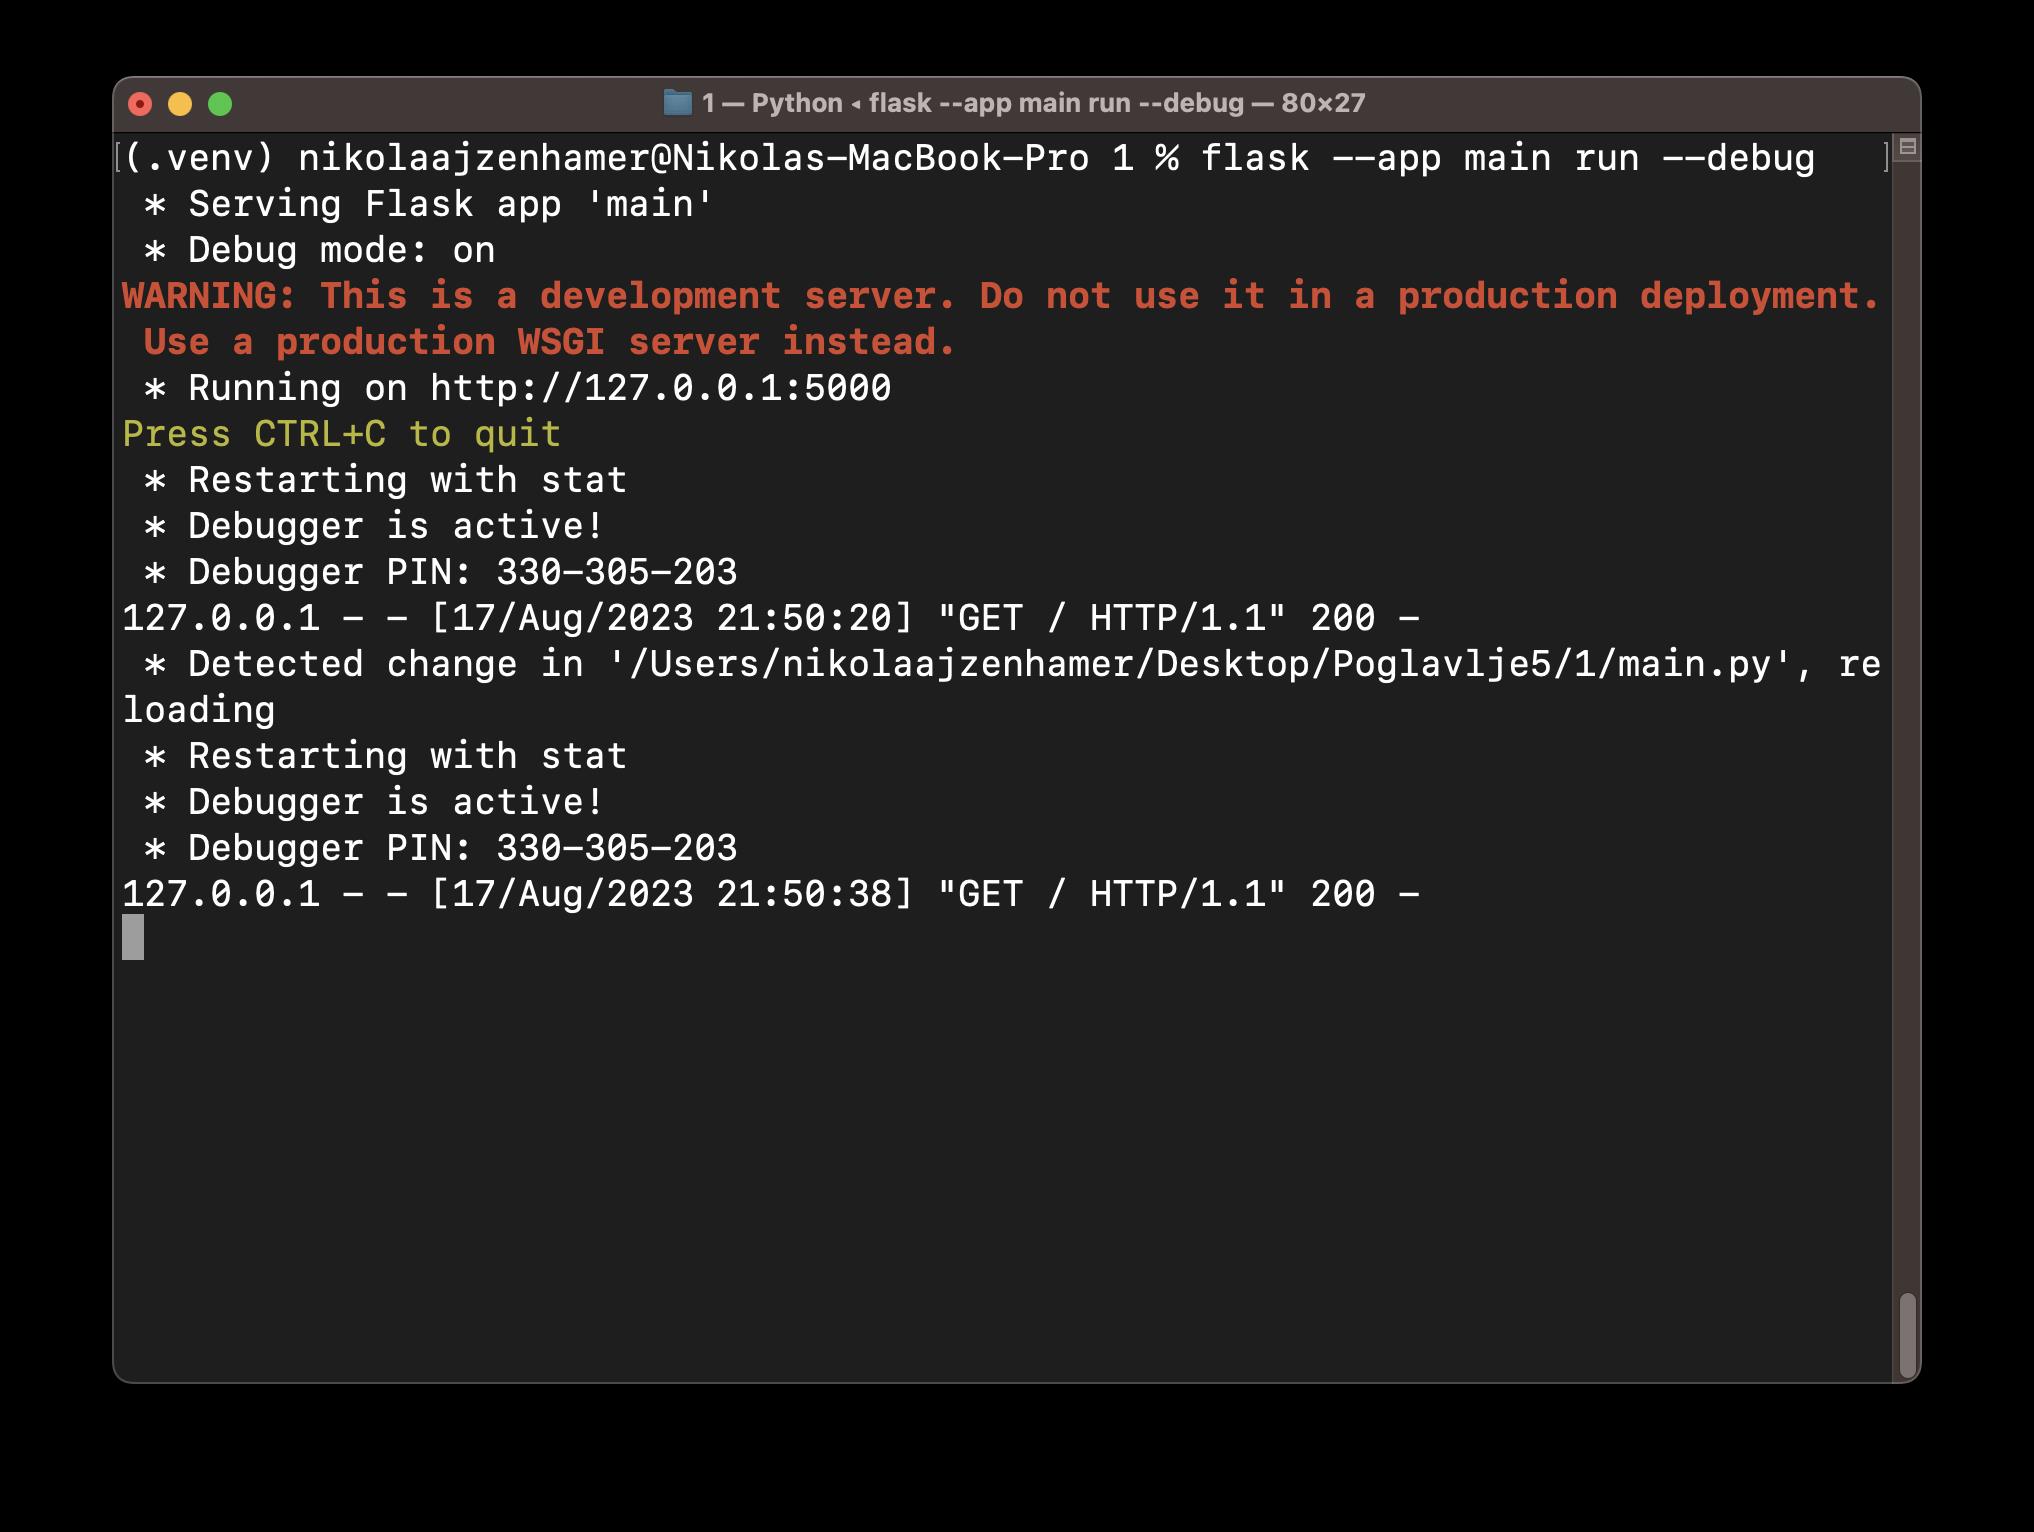 1 — Python ◂ flask --app main run --debug — 80×27
(.venv) nikolaajzenhamer@Nikolas-MacBook-Pro 1 % flask --app main run --debug
 * Serving Flask app 'main'
 * Debug mode: on
WARNING: This is a development server. Do not use it in a production deployment.
 Use a production WSGI server instead.
 * Running on http://127.0.0.1:5000
Press CTRL+C to quit
 * Restarting with stat
 * Debugger is active!
 * Debugger PIN: 330-305-203
127.0.0.1 - - [17/Aug/2023 21:50:20] "GET / HTTP/1.1" 200 -
 * Detected change in '/Users/nikolaajzenhamer/Desktop/Poglavlje5/1/main.py', re
loading
 * Restarting with stat
 * Debugger is active!
 * Debugger PIN: 330-305-203
127.0.0.1 - - [17/Aug/2023 21:50:38] "GET / HTTP/1.1" 200 -